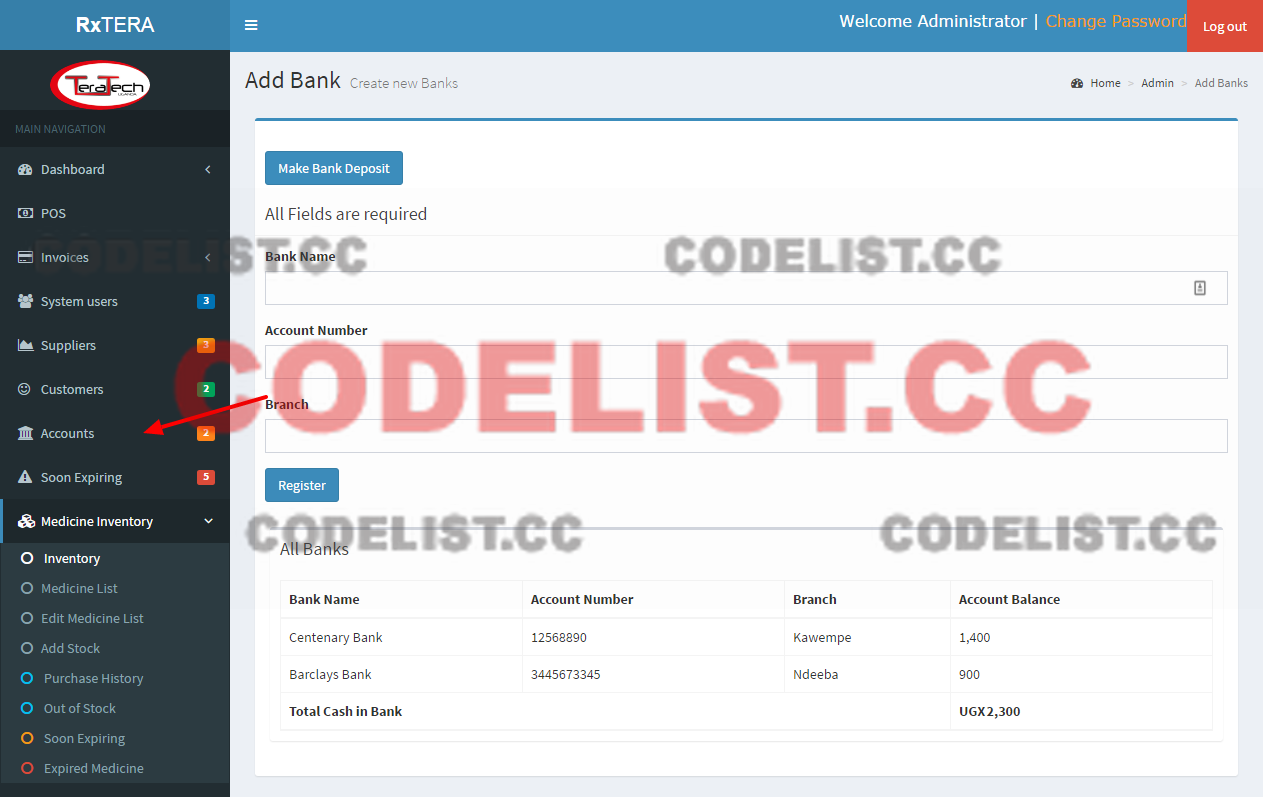 RxTERA
Welcome Administrator | Change Password
Log out
TeraTech
UGANDA
MAIN NAVIGATION
Dashboard
POS
Invoices
System users 3
Suppliers 3
Customers 2
Accounts 2
Soon Expiring 5
Medicine Inventory
Inventory
Medicine List
Edit Medicine List
Add Stock
Purchase History
Out of Stock
Soon Expiring
Expired Medicine
Add Bank Create new Banks
Home > Admin > Add Banks
Make Bank Deposit
All Fields are required
CODELIST.CC
CODELIST.CC
Bank Name
Account Number
CODELIST.CC
Branch
Register
CODELIST.CC
CODELIST.CC
All Banks
Bank Name Account Number Branch Account Balance
Centenary Bank 12568890 Kawempe 1,400
Barclays Bank 3445673345 Ndeeba 900
Total Cash in Bank UGX2,300